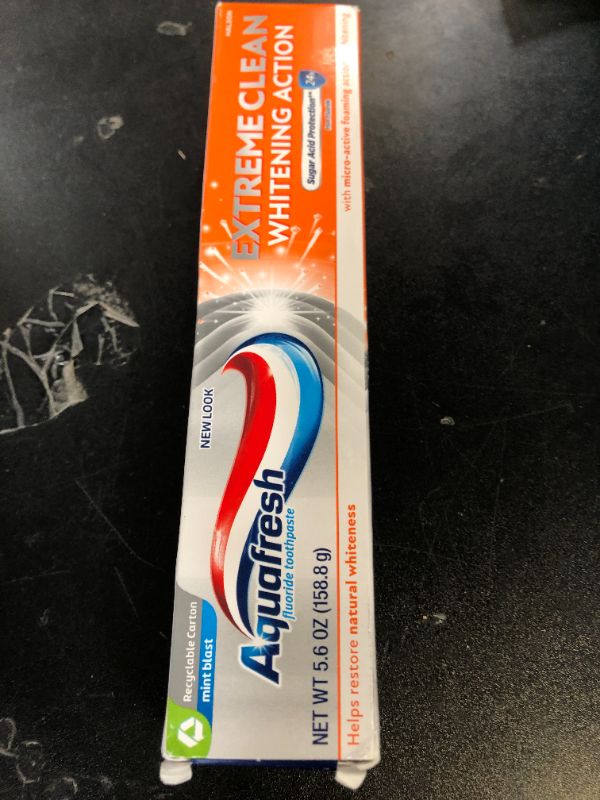 Recyclable Carton
mint blast
NEW LOOK
Aquafresh
fluoride toothpaste
NET WT 5.6 OZ (158.8 g)
EXTREME CLEAN
WHITENING ACTION
Sugar Acid Protection**
24h
Helps restore natural whiteness
with micro-active foaming action